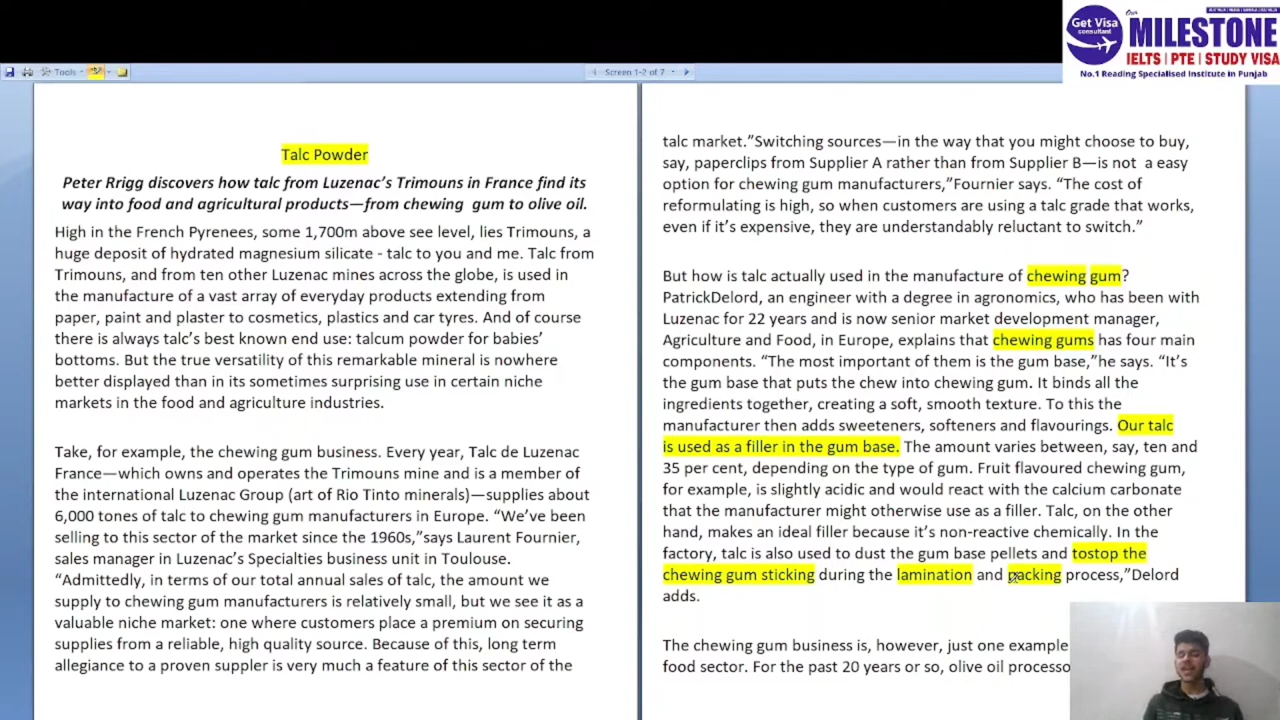 Our
Get Visa
consultant
MILESTONE
IELTS | PTE | STUDY VISA
No.1 Reading Specialised Institute in Punjab
Tools
Screen 1-2 of 7
Talc Powder
Peter Rrigg discovers how talc from Luzenac's Trimouns in France find its
way into food and agricultural products—from chewing gum to olive oil.
High in the French Pyrenees, some 1,700m above see level, lies Trimouns, a
huge deposit of hydrated magnesium silicate - talc to you and me. Talc from
Trimouns, and from ten other Luzenac mines across the globe, is used in
the manufacture of a vast array of everyday products extending from
paper, paint and plaster to cosmetics, plastics and car tyres. And of course
there is always talc's best known end use: talcum powder for babies'
bottoms. But the true versatility of this remarkable mineral is nowhere
better displayed than in its sometimes surprising use in certain niche
markets in the food and agriculture industries.
Take, for example, the chewing gum business. Every year, Talc de Luzenac
France—which owns and operates the Trimouns mine and is a member of
the international Luzenac Group (art of Rio Tinto minerals)—supplies about
6,000 tones of talc to chewing gum manufacturers in Europe. "We've been
selling to this sector of the market since the 1960s,"says Laurent Fournier,
sales manager in Luzenac's Specialties business unit in Toulouse.
"Admittedly, in terms of our total annual sales of talc, the amount we
supply to chewing gum manufacturers is relatively small, but we see it as a
valuable niche market: one where customers place a premium on securing
supplies from a reliable, high quality source. Because of this, long term
allegiance to a proven suppler is very much a feature of this sector of the
talc market."Switching sources—in the way that you might choose to buy,
say, paperclips from Supplier A rather than from Supplier B—is not a easy
option for chewing gum manufacturers,"Fournier says. "The cost of
reformulating is high, so when customers are using a talc grade that works,
even if it's expensive, they are understandably reluctant to switch."
But how is talc actually used in the manufacture of chewing gum?
PatrickDelord, an engineer with a degree in agronomics, who has been with
Luzenac for 22 years and is now senior market development manager,
Agriculture and Food, in Europe, explains that chewing gums has four main
components. "The most important of them is the gum base,"he says. "It's
the gum base that puts the chew into chewing gum. It binds all the
ingredients together, creating a soft, smooth texture. To this the
manufacturer then adds sweeteners, softeners and flavourings. Our talc
is used as a filler in the gum base. The amount varies between, say, ten and
35 per cent, depending on the type of gum. Fruit flavoured chewing gum,
for example, is slightly acidic and would react with the calcium carbonate
that the manufacturer might otherwise use as a filler. Talc, on the other
hand, makes an ideal filler because it's non-reactive chemically. In the
factory, talc is also used to dust the gum base pellets and tostop the
chewing gum sticking during the lamination and packing process,"Delord
adds.
The chewing gum business is, however, just one example
food sector. For the past 20 years or so, olive oil processo